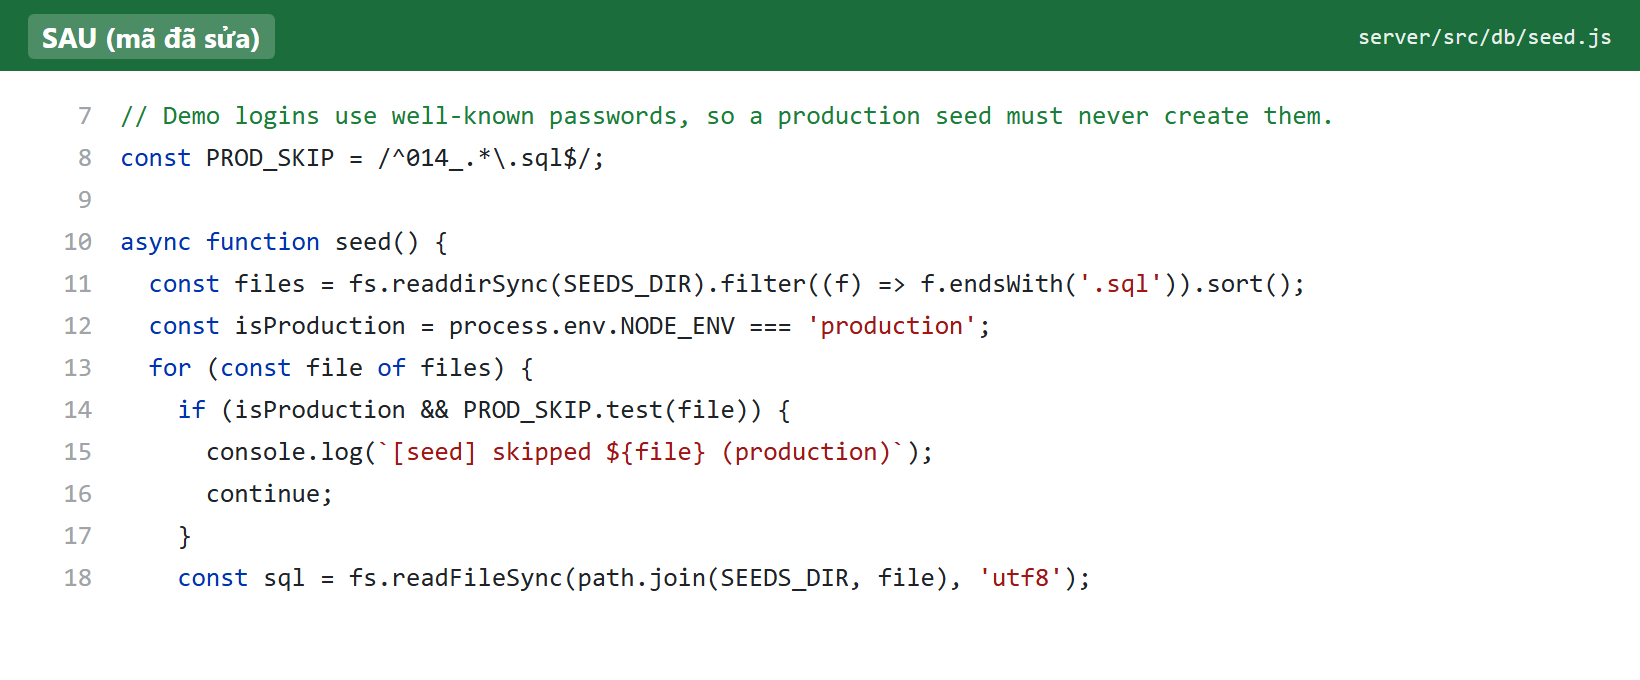 SAU (mã đã sửa)
server/src/db/seed.js
7 // Demo logins use well-known passwords, so a production seed must never create them.
8 const PROD_SKIP = /^014_.*\.sql$/;
9
10 async function seed() {
11   const files = fs.readdirSync(SEEDS_DIR).filter((f) => f.endsWith('.sql')).sort();
12   const isProduction = process.env.NODE_ENV === 'production';
13   for (const file of files) {
14     if (isProduction && PROD_SKIP.test(file)) {
15       console.log(`[seed] skipped ${file} (production)`);
16       continue;
17     }
18     const sql = fs.readFileSync(path.join(SEEDS_DIR, file), 'utf8');